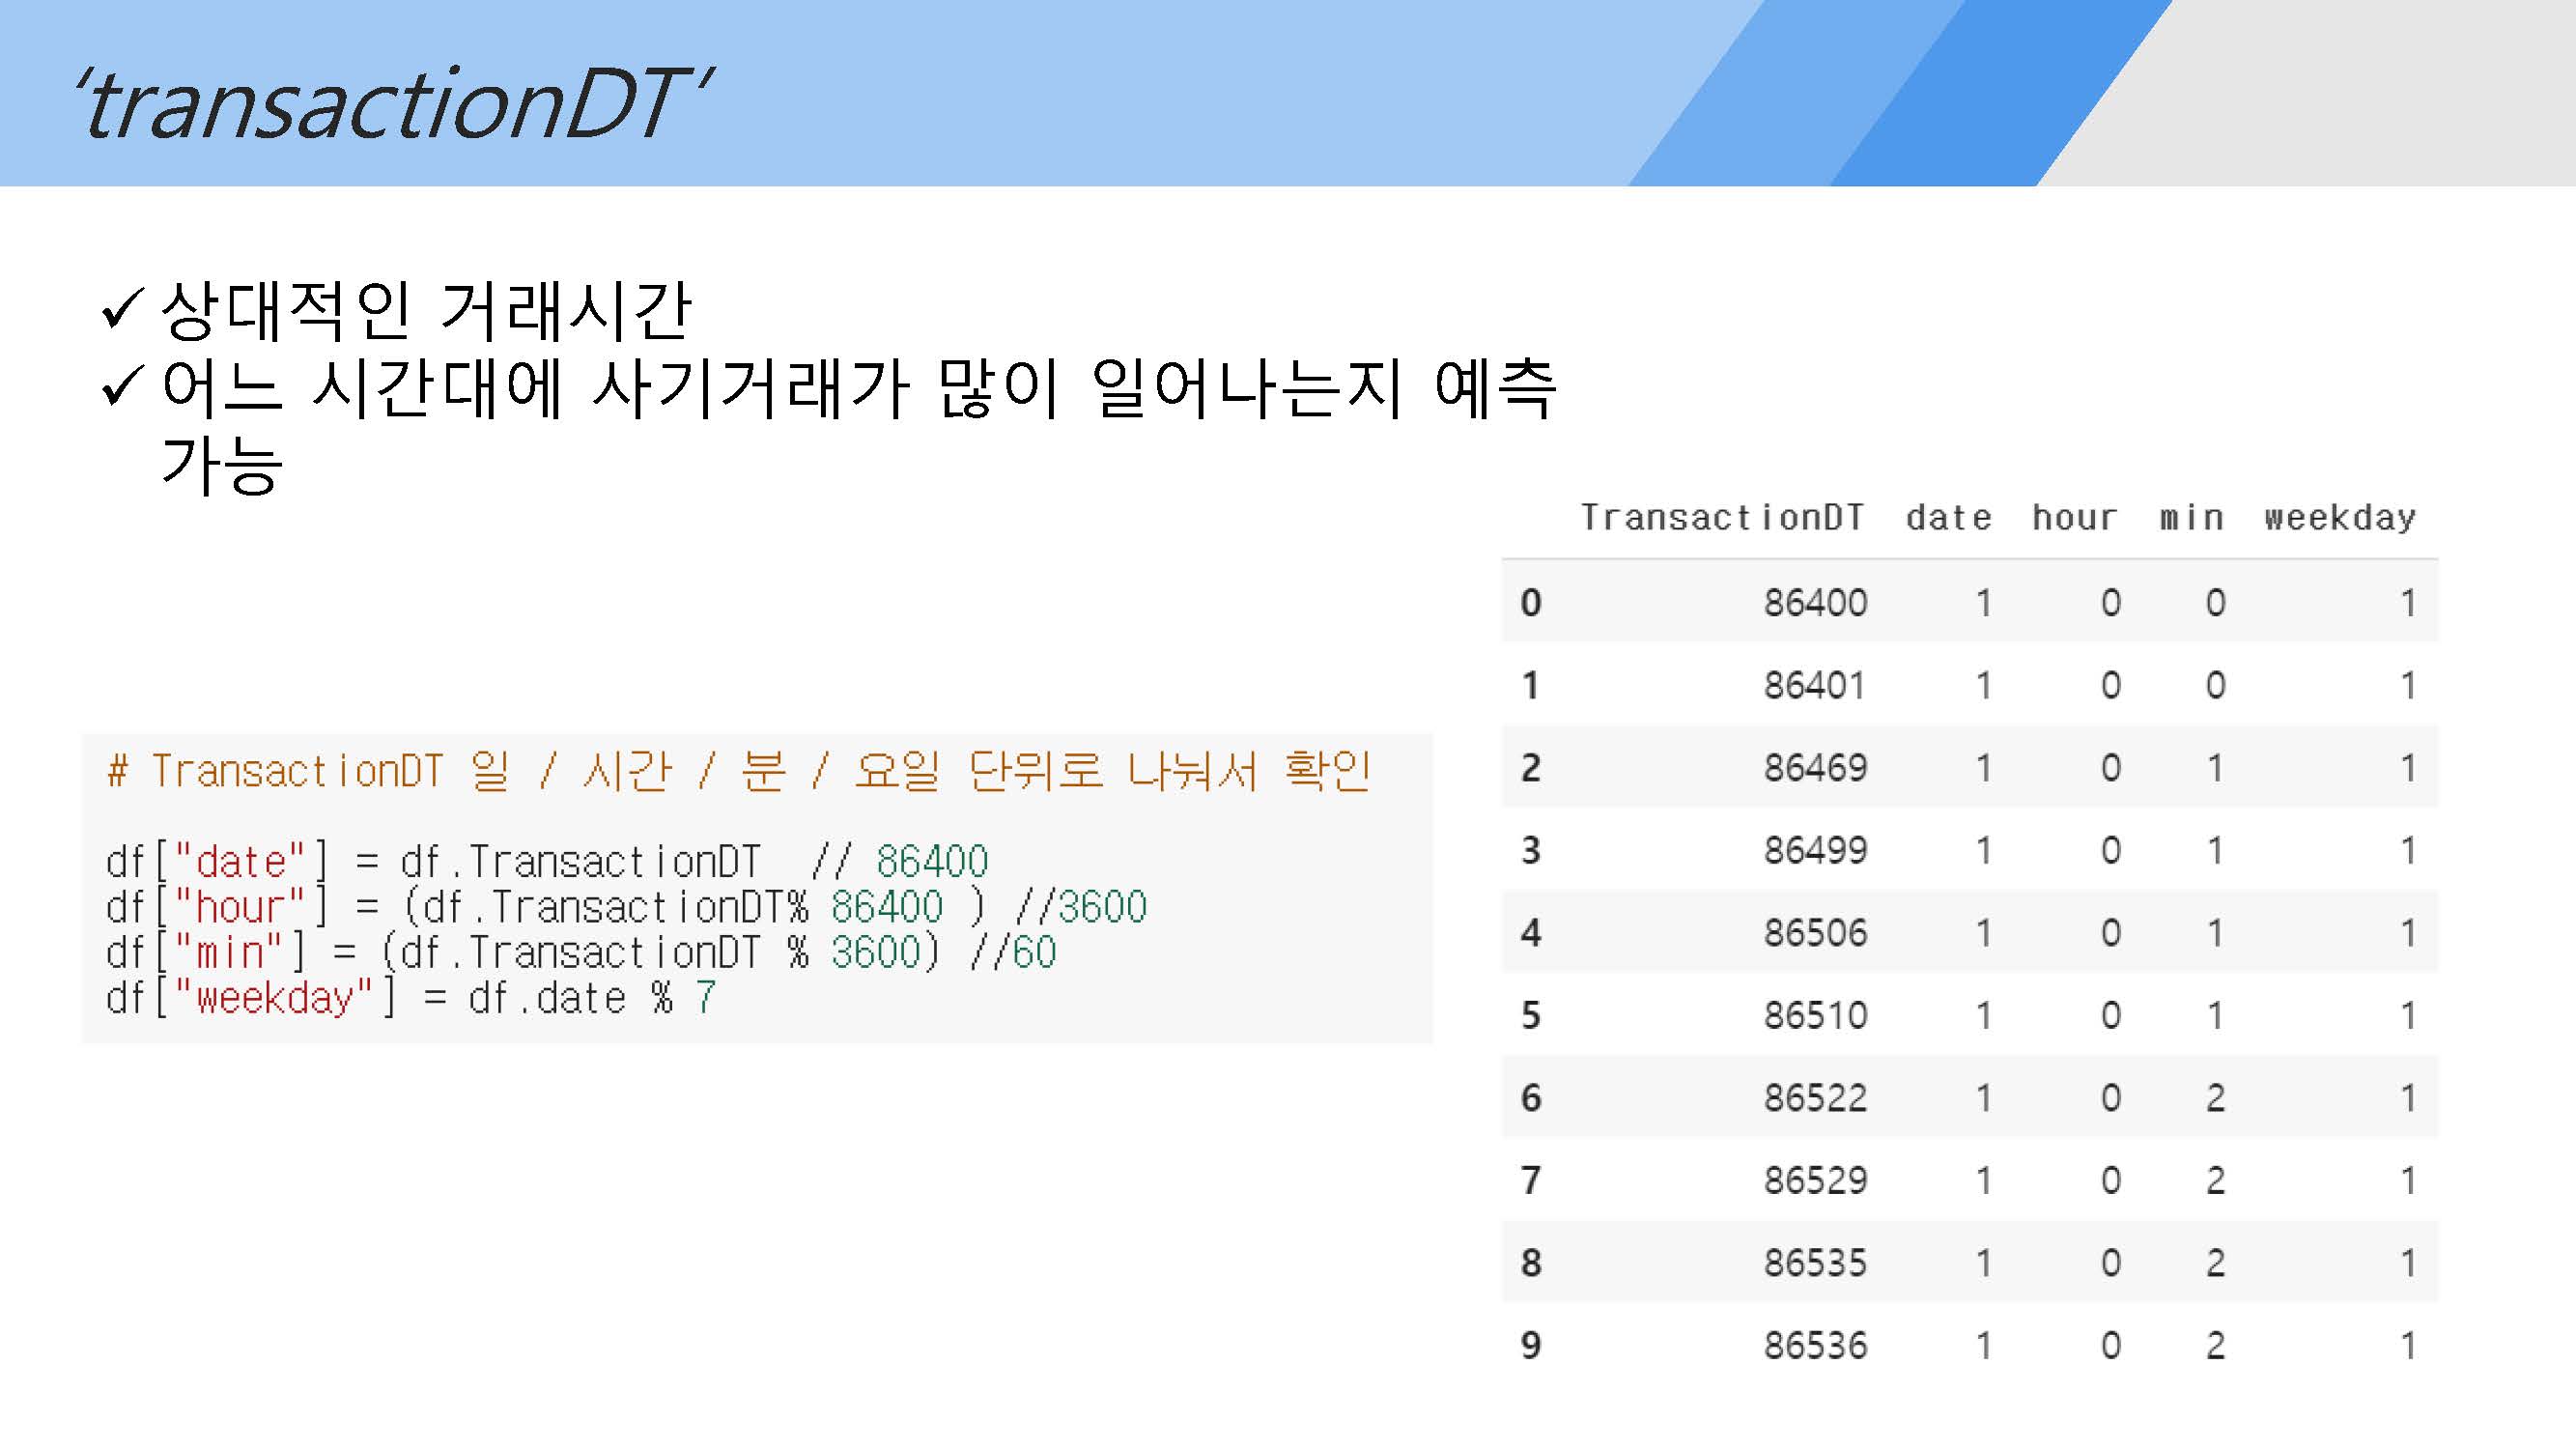 ‘transactionDT’
✓ 상대적인 거래시간
✓ 어느 시간대에 사기거래가 많이 일어나는지 예측
가능
# TransactionDT 일 / 시간 / 분 / 요일 단위로 나눠서 확인
df["date"] = df.TransactionDT  // 86400
df["hour"] = (df.TransactionDT% 86400 ) //3600
df["min"] = (df.TransactionDT % 3600) //60
df["weekday"] = df.date % 7
TransactionDT date hour min weekday
0 86400 1 0 0 1
1 86401 1 0 0 1
2 86469 1 0 1 1
3 86499 1 0 1 1
4 86506 1 0 1 1
5 86510 1 0 1 1
6 86522 1 0 2 1
7 86529 1 0 2 1
8 86535 1 0 2 1
9 86536 1 0 2 1